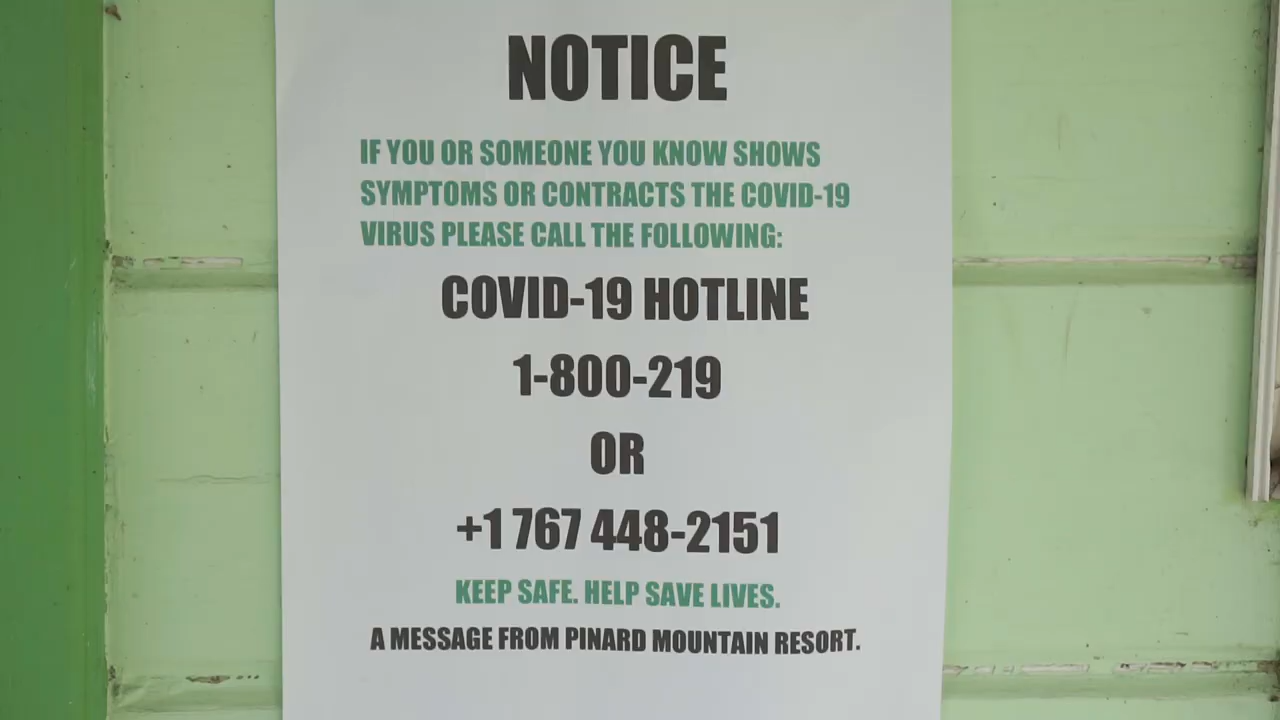 NOTICE
IF YOU OR SOMEONE YOU KNOW SHOWS
SYMPTOMS OR CONTRACTS THE COVID-19
VIRUS PLEASE CALL THE FOLLOWING:
COVID-19 HOTLINE
1-800-219
OR
+1 767 448-2151
KEEP SAFE. HELP SAVE LIVES.
A MESSAGE FROM PINARD MOUNTAIN RESORT.